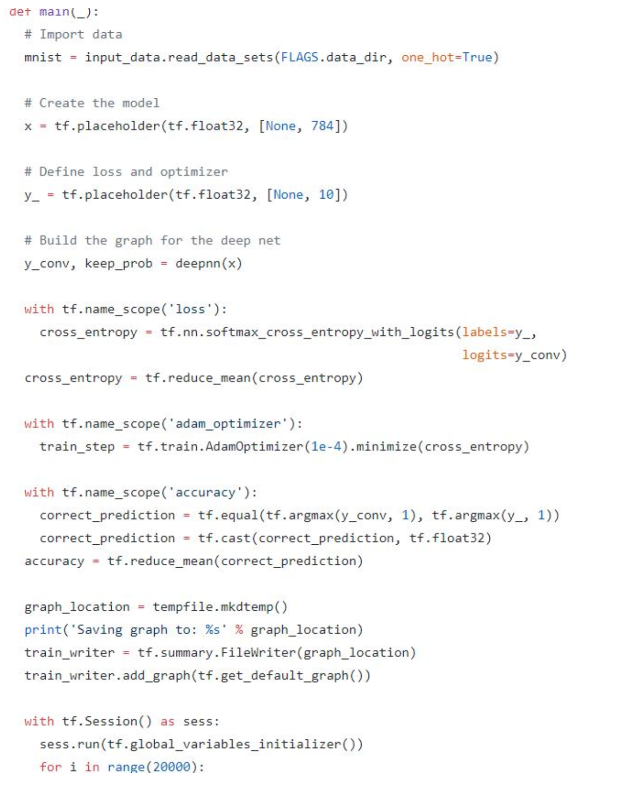 def main(_):
  # Import data
  mnist = input_data.read_data_sets(FLAGS.data_dir, one_hot=True)
  # Create the model
  x = tf.placeholder(tf.float32, [None, 784])
  # Define loss and optimizer
  y_ = tf.placeholder(tf.float32, [None, 10])
  # Build the graph for the deep net
  y_conv, keep_prob = deepnn(x)
  with tf.name_scope('loss'):
    cross_entropy = tf.nn.softmax_cross_entropy_with_logits(labels=y_,
                                                            logits=y_conv)
  cross_entropy = tf.reduce_mean(cross_entropy)
  with tf.name_scope('adam_optimizer'):
    train_step = tf.train.AdamOptimizer(1e-4).minimize(cross_entropy)
  with tf.name_scope('accuracy'):
    correct_prediction = tf.equal(tf.argmax(y_conv, 1), tf.argmax(y_, 1))
    correct_prediction = tf.cast(correct_prediction, tf.float32)
  accuracy = tf.reduce_mean(correct_prediction)
  graph_location = tempfile.mkdtemp()
  print('Saving graph to: %s' % graph_location)
  train_writer = tf.summary.FileWriter(graph_location)
  train_writer.add_graph(tf.get_default_graph())
  with tf.Session() as sess:
    sess.run(tf.global_variables_initializer())
    for i in range(20000):